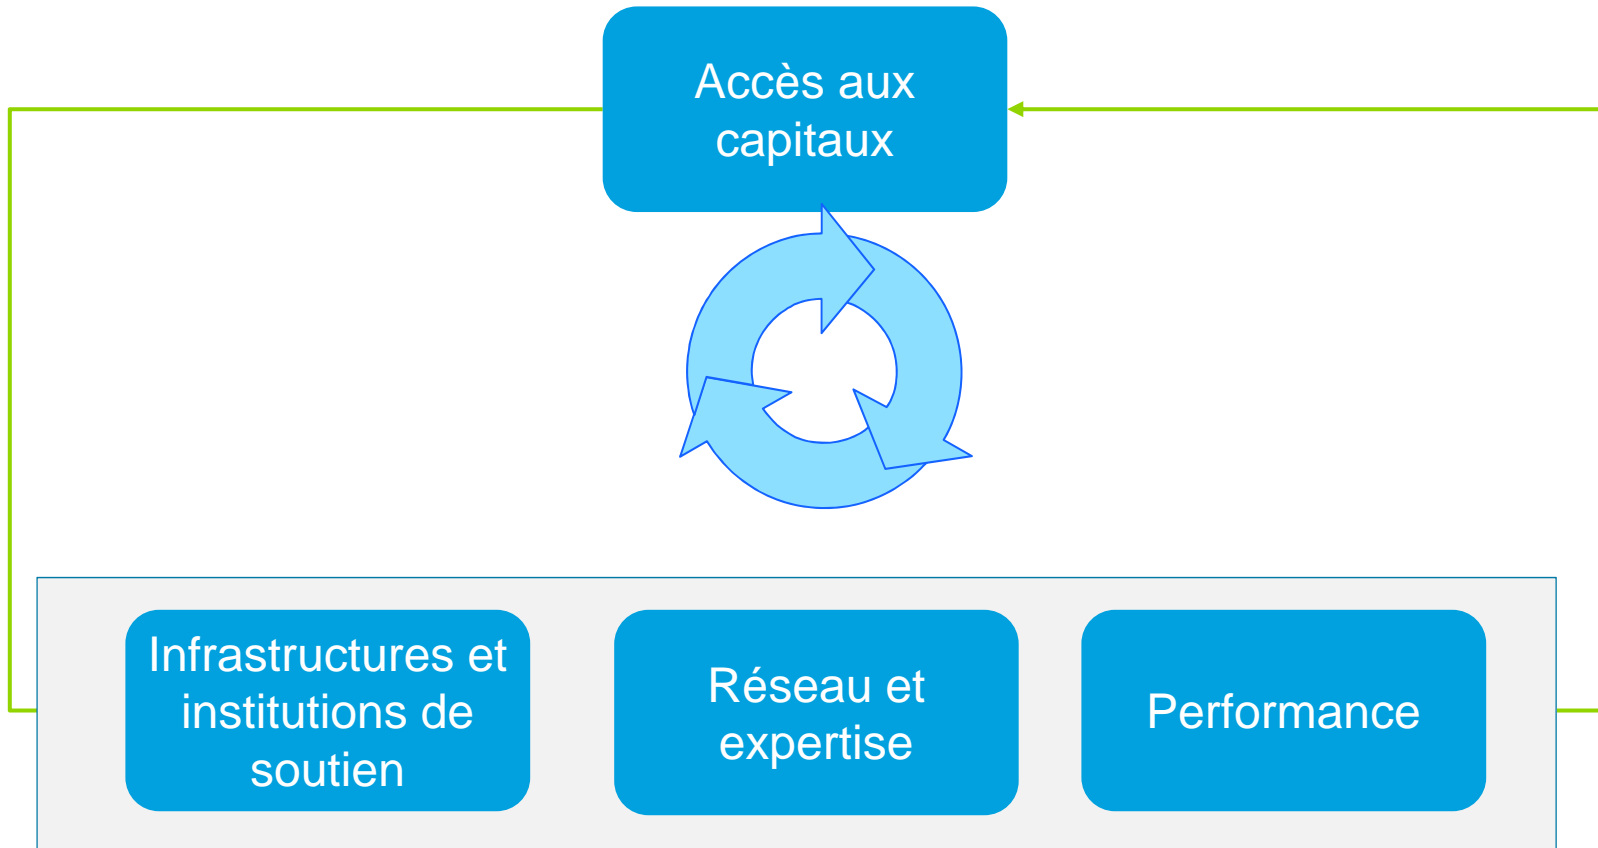 Accès aux
capitaux
Infrastructures et
institutions de
soutien
Réseau et
expertise
Performance